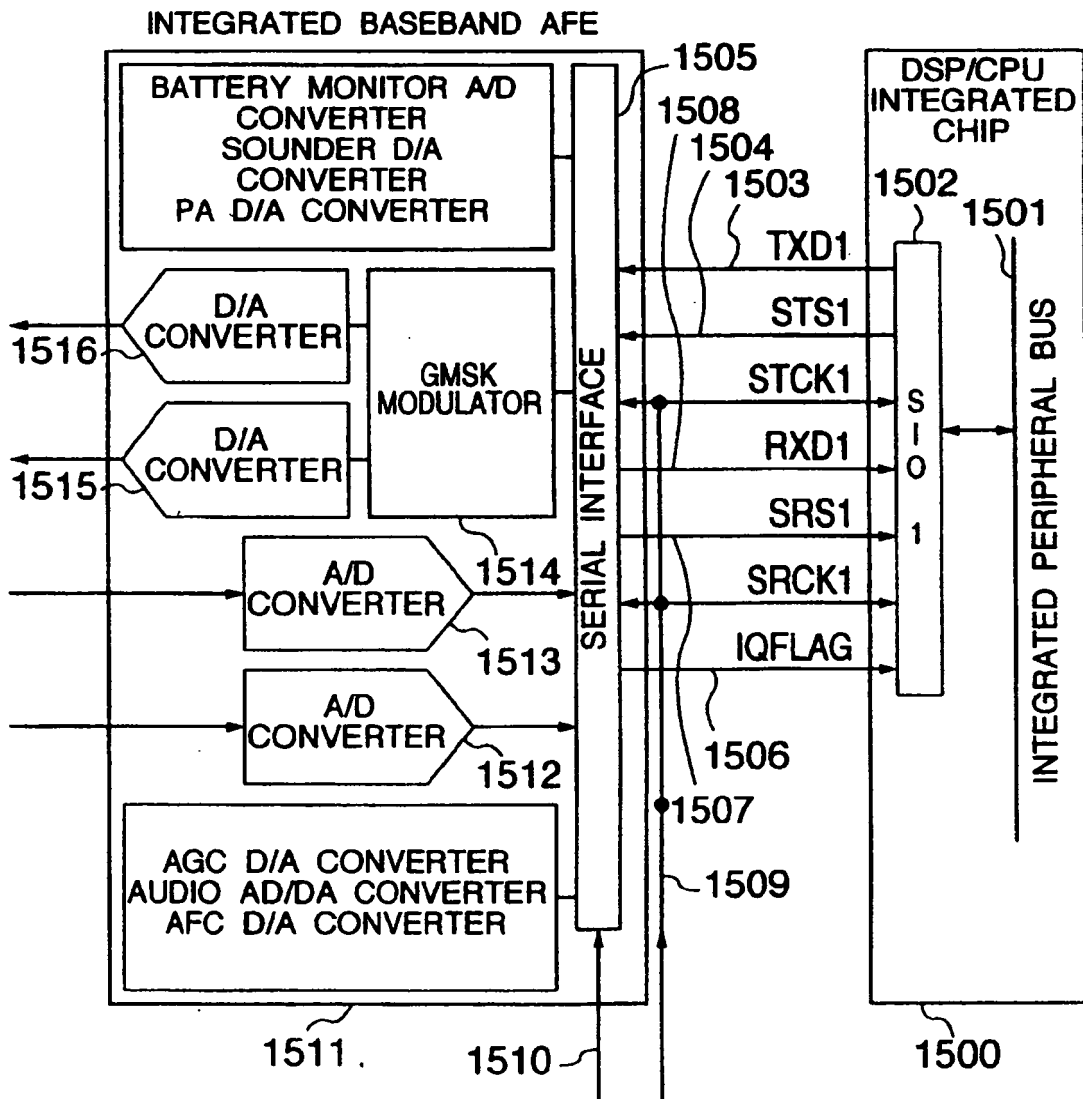 INTEGRATED BASEBAND AFE
BATTERY MONITOR A/D
CONVERTER
SOUNDER D/A
CONVERTER
PA D/A CONVERTER
D/A
CONVERTER
1516
D/A
CONVERTER
1515
GMSK
MODULATOR
1514
A/D
CONVERTER
1513
A/D
CONVERTER
1512
AGC D/A CONVERTER
AUDIO AD/DA CONVERTER
AFC D/A CONVERTER
1511
SERIAL INTERFACE
1510
1505
1508
1504
1503
TXD1
STS1
STCK1
RXD1
SRS1
SRCK1
IQFLAG
1506
1507
1509
DSP/CPU
INTEGRATED
CHIP
1502
1501
SIO 1
INTEGRATED PERIPHERAL BUS
1500